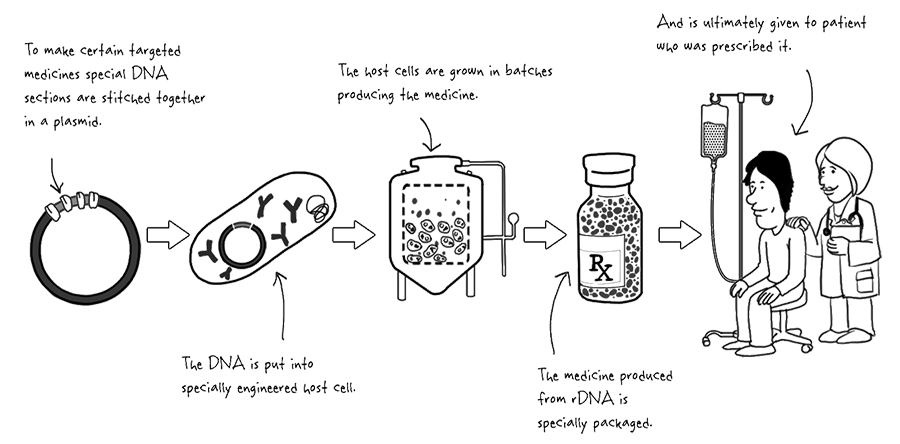 To make certain targeted
medicines special DNA
sections are stitched together
in a plasmid.
The DNA is put into
specially engineered host cell.
The host cells are grown in batches
producing the medicine.
Rx
The medicine produced
from rDNA is
specially packaged.
And is ultimately given to patient
who was prescribed it.